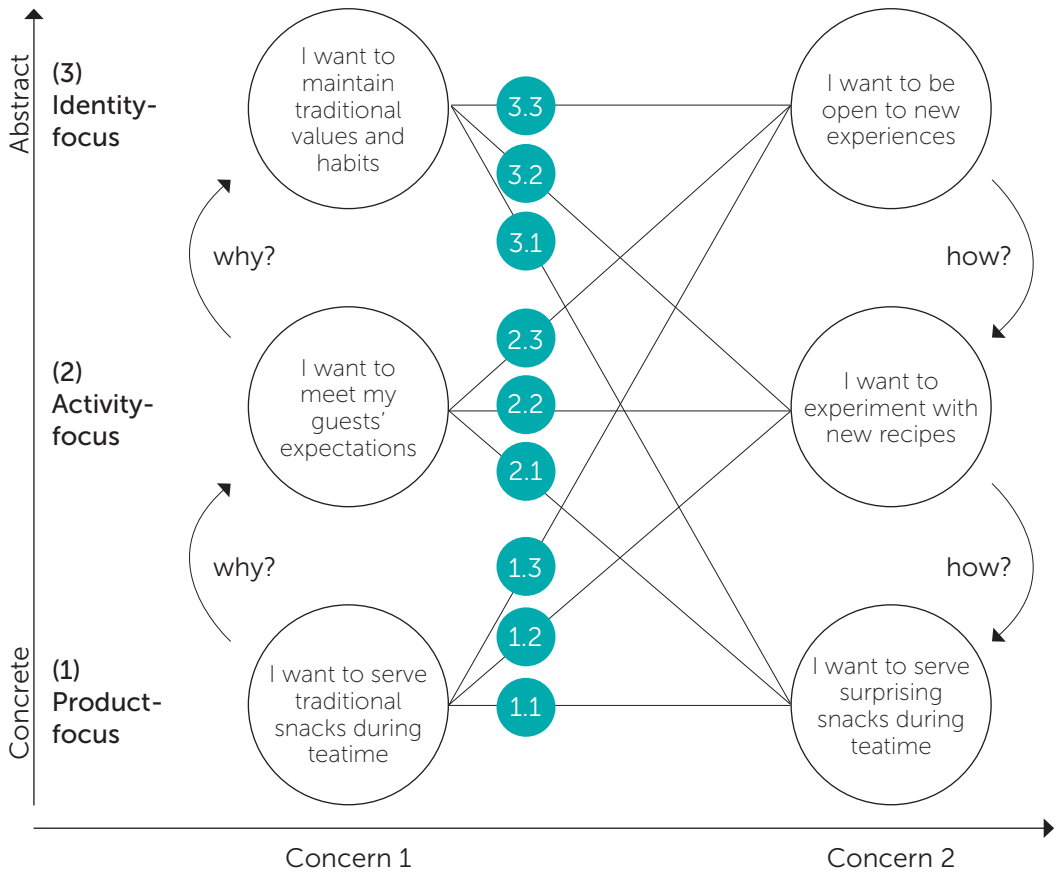 Abstract
(3)
Identity-
focus
I want to
maintain
traditional
values and
habits
3.3
3.2
3.1
I want to be
open to new
experiences
why?
how?
(2)
Activity-
focus
I want to
meet my
guests’
expectations
2.3
2.2
2.1
I want to
experiment with
new recipes
why?
how?
Concrete
(1)
Product-
focus
I want to serve
traditional
snacks during
teatime
1.3
1.2
1.1
I want to serve
surprising
snacks during
teatime
Concern 1
Concern 2